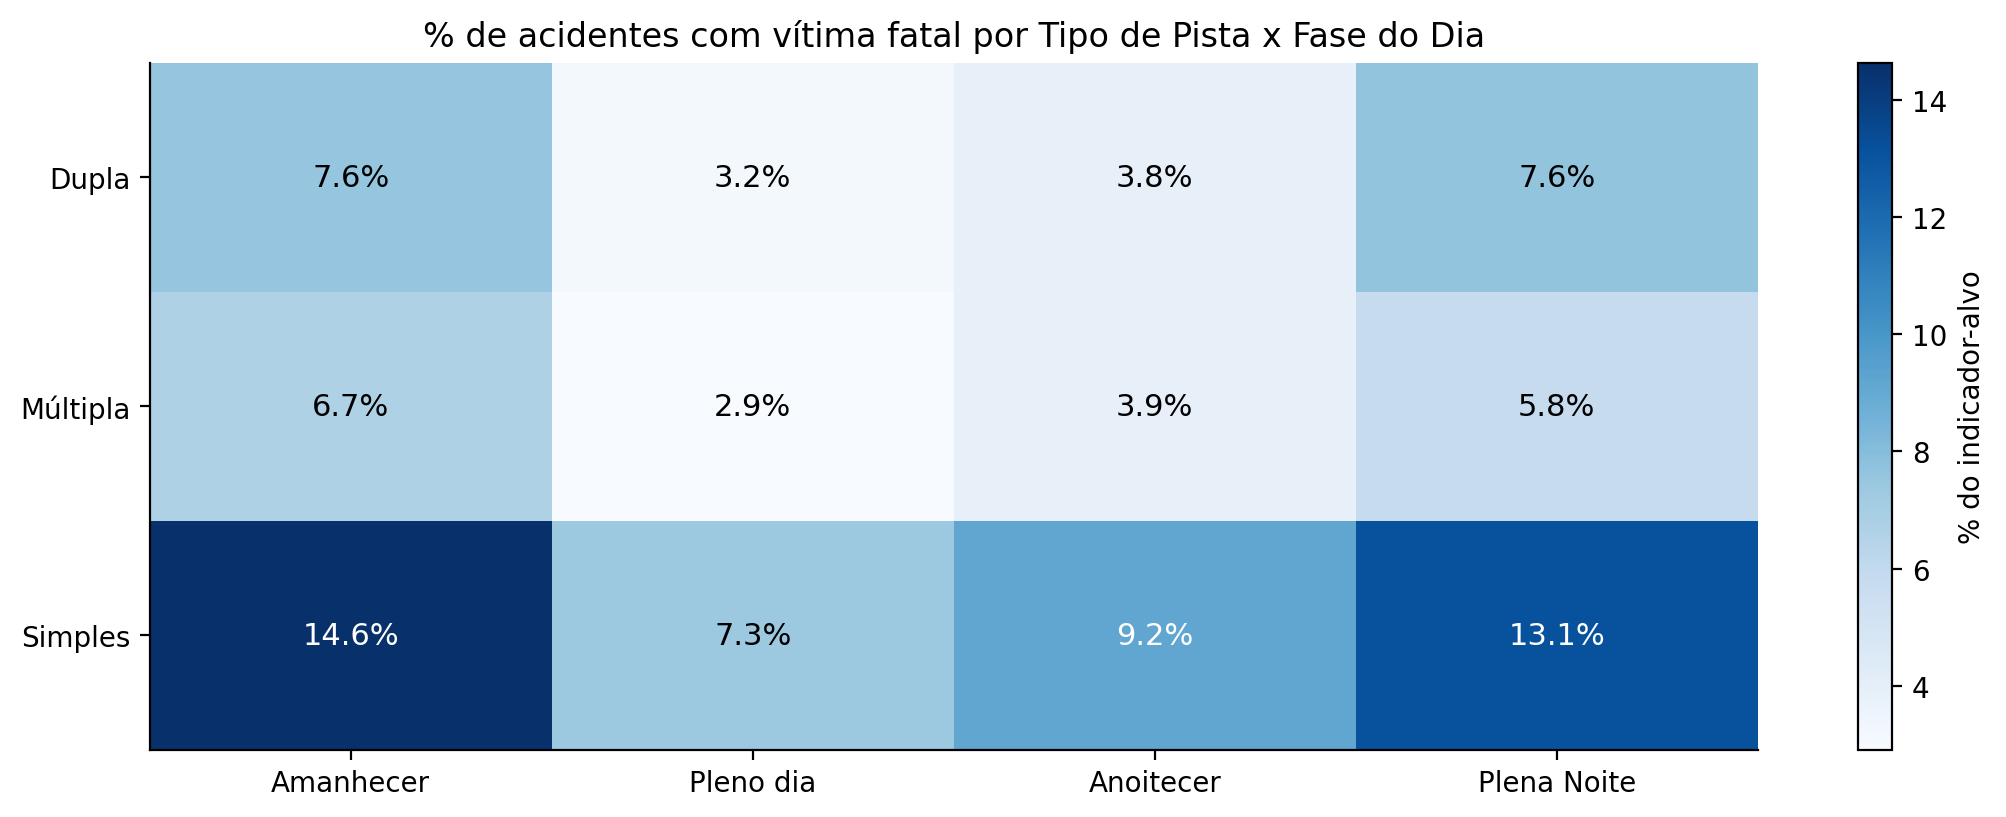 % de acidentes com vítima fatal por Tipo de Pista x Fase do Dia
Dupla 7.6% 3.2% 3.8% 7.6%
Múltipla 6.7% 2.9% 3.9% 5.8%
Simples 14.6% 7.3% 9.2% 13.1%
Amanhecer Pleno dia Anoitecer Plena Noite
14
12
10
8
6
4
% do indicador-alvo